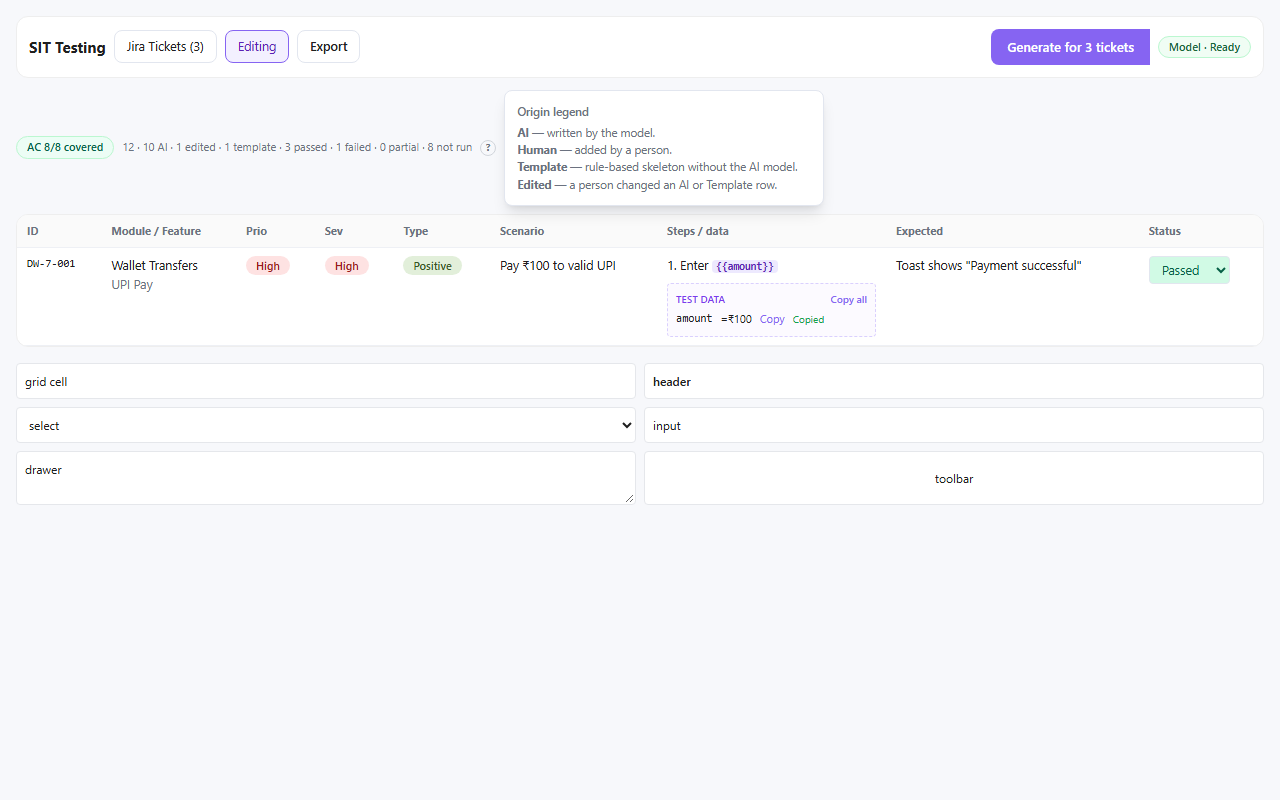 SIT Testing
Jira Tickets (3)
Editing
Export
Generate for 3 tickets
Model · Ready
AC 8/8 covered
12 · 10 AI · 1 edited · 1 template · 3 passed · 1 failed · 0 partial · 8 not run
?
Origin legend
AI — written by the model.
Human — added by a person.
Template — rule-based skeleton without the AI model.
Edited — a person changed an AI or Template row.
ID Module / Feature Prio Sev Type Scenario Steps / data Expected Status
DW-7-001 Wallet Transfers High High Positive Pay ₹100 to valid UPI 1. Enter {{amount}} Toast shows "Payment successful" Passed
UPI Pay
TEST DATA Copy all
amount =₹100 Copy Copied
grid cell
header
select
input
drawer
toolbar